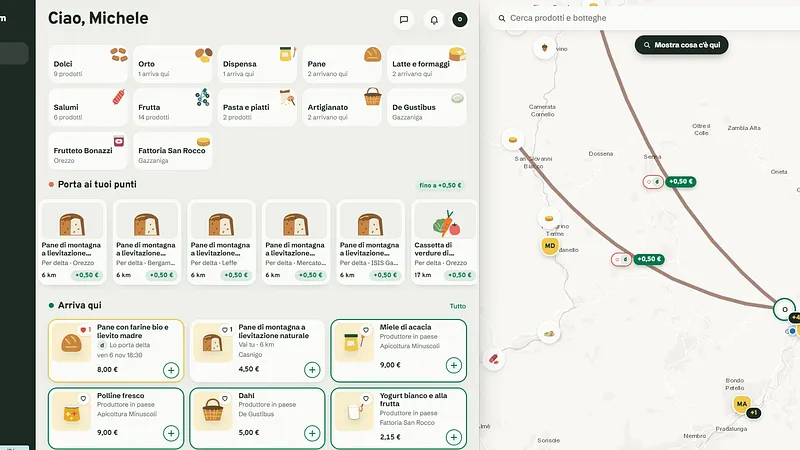 m
Ciao, Michele
0
Dolci
9 prodotti
Orto
1 arriva qui
Dispensa
1 arriva qui
Pane
2 arrivano qui
Latte e formaggi
2 arrivano qui
Salumi
6 prodotti
Frutta
14 prodotti
Pasta e piatti
2 prodotti
Artigianato
2 arrivano qui
De Gustibus
Gazzaniga
Frutteto Bonazzi
Orezzo
Fattoria San Rocco
Gazzaniga
Porta ai tuoi punti
fino a +0,50 €
Pane di montagna
a lievitazione...
Per delta · Orezzo
6 km
+0,50 €
Pane di montagna
a lievitazione...
Per delta · Bergam...
6 km
+0,50 €
Pane di montagna
a lievitazione...
Per delta · Leffe
6 km
+0,50 €
Pane di montagna
a lievitazione...
Per delta · Mercato...
6 km
+0,50 €
Pane di montagna
a lievitazione...
Per delta · ISIS Ga...
6 km
+0,50 €
Cassetta di
verdure di...
Per delta · Orezzo
17 km
+0,50 €
Arriva qui
Tutto
1
Pane con farine bio e
lievito madre
d Lo porta delta
ven 6 nov 18:30
8,00 €
1
Pane di montagna a
lievitazione naturale
Val tu · 6 km
Casnigo
4,50 €
Miele di acacia
Produttore in paese
Apicoltura Minuscoli
9,00 €
Polline fresco
Produttore in paese
Apicoltura Minuscoli
9,00 €
Dahl
Produttore in paese
De Gustibus
5,00 €
Yogurt bianco e alla
frutta
Produttore in paese
Fattoria San Rocco
2,15 €
Cerca prodotti e botteghe
Mostra cosa c'è qui
vino
Camerata
Cornello
Oltre il
Colle
Zambla Alta
Dossena
Serina
San Giovanni
Bianco
Oneta
d
+0,50 €
Terme
MD
d
+0,50 €
O
Bondo
Petello
MA
+1
Pradalunga
Nembro
Sorisole